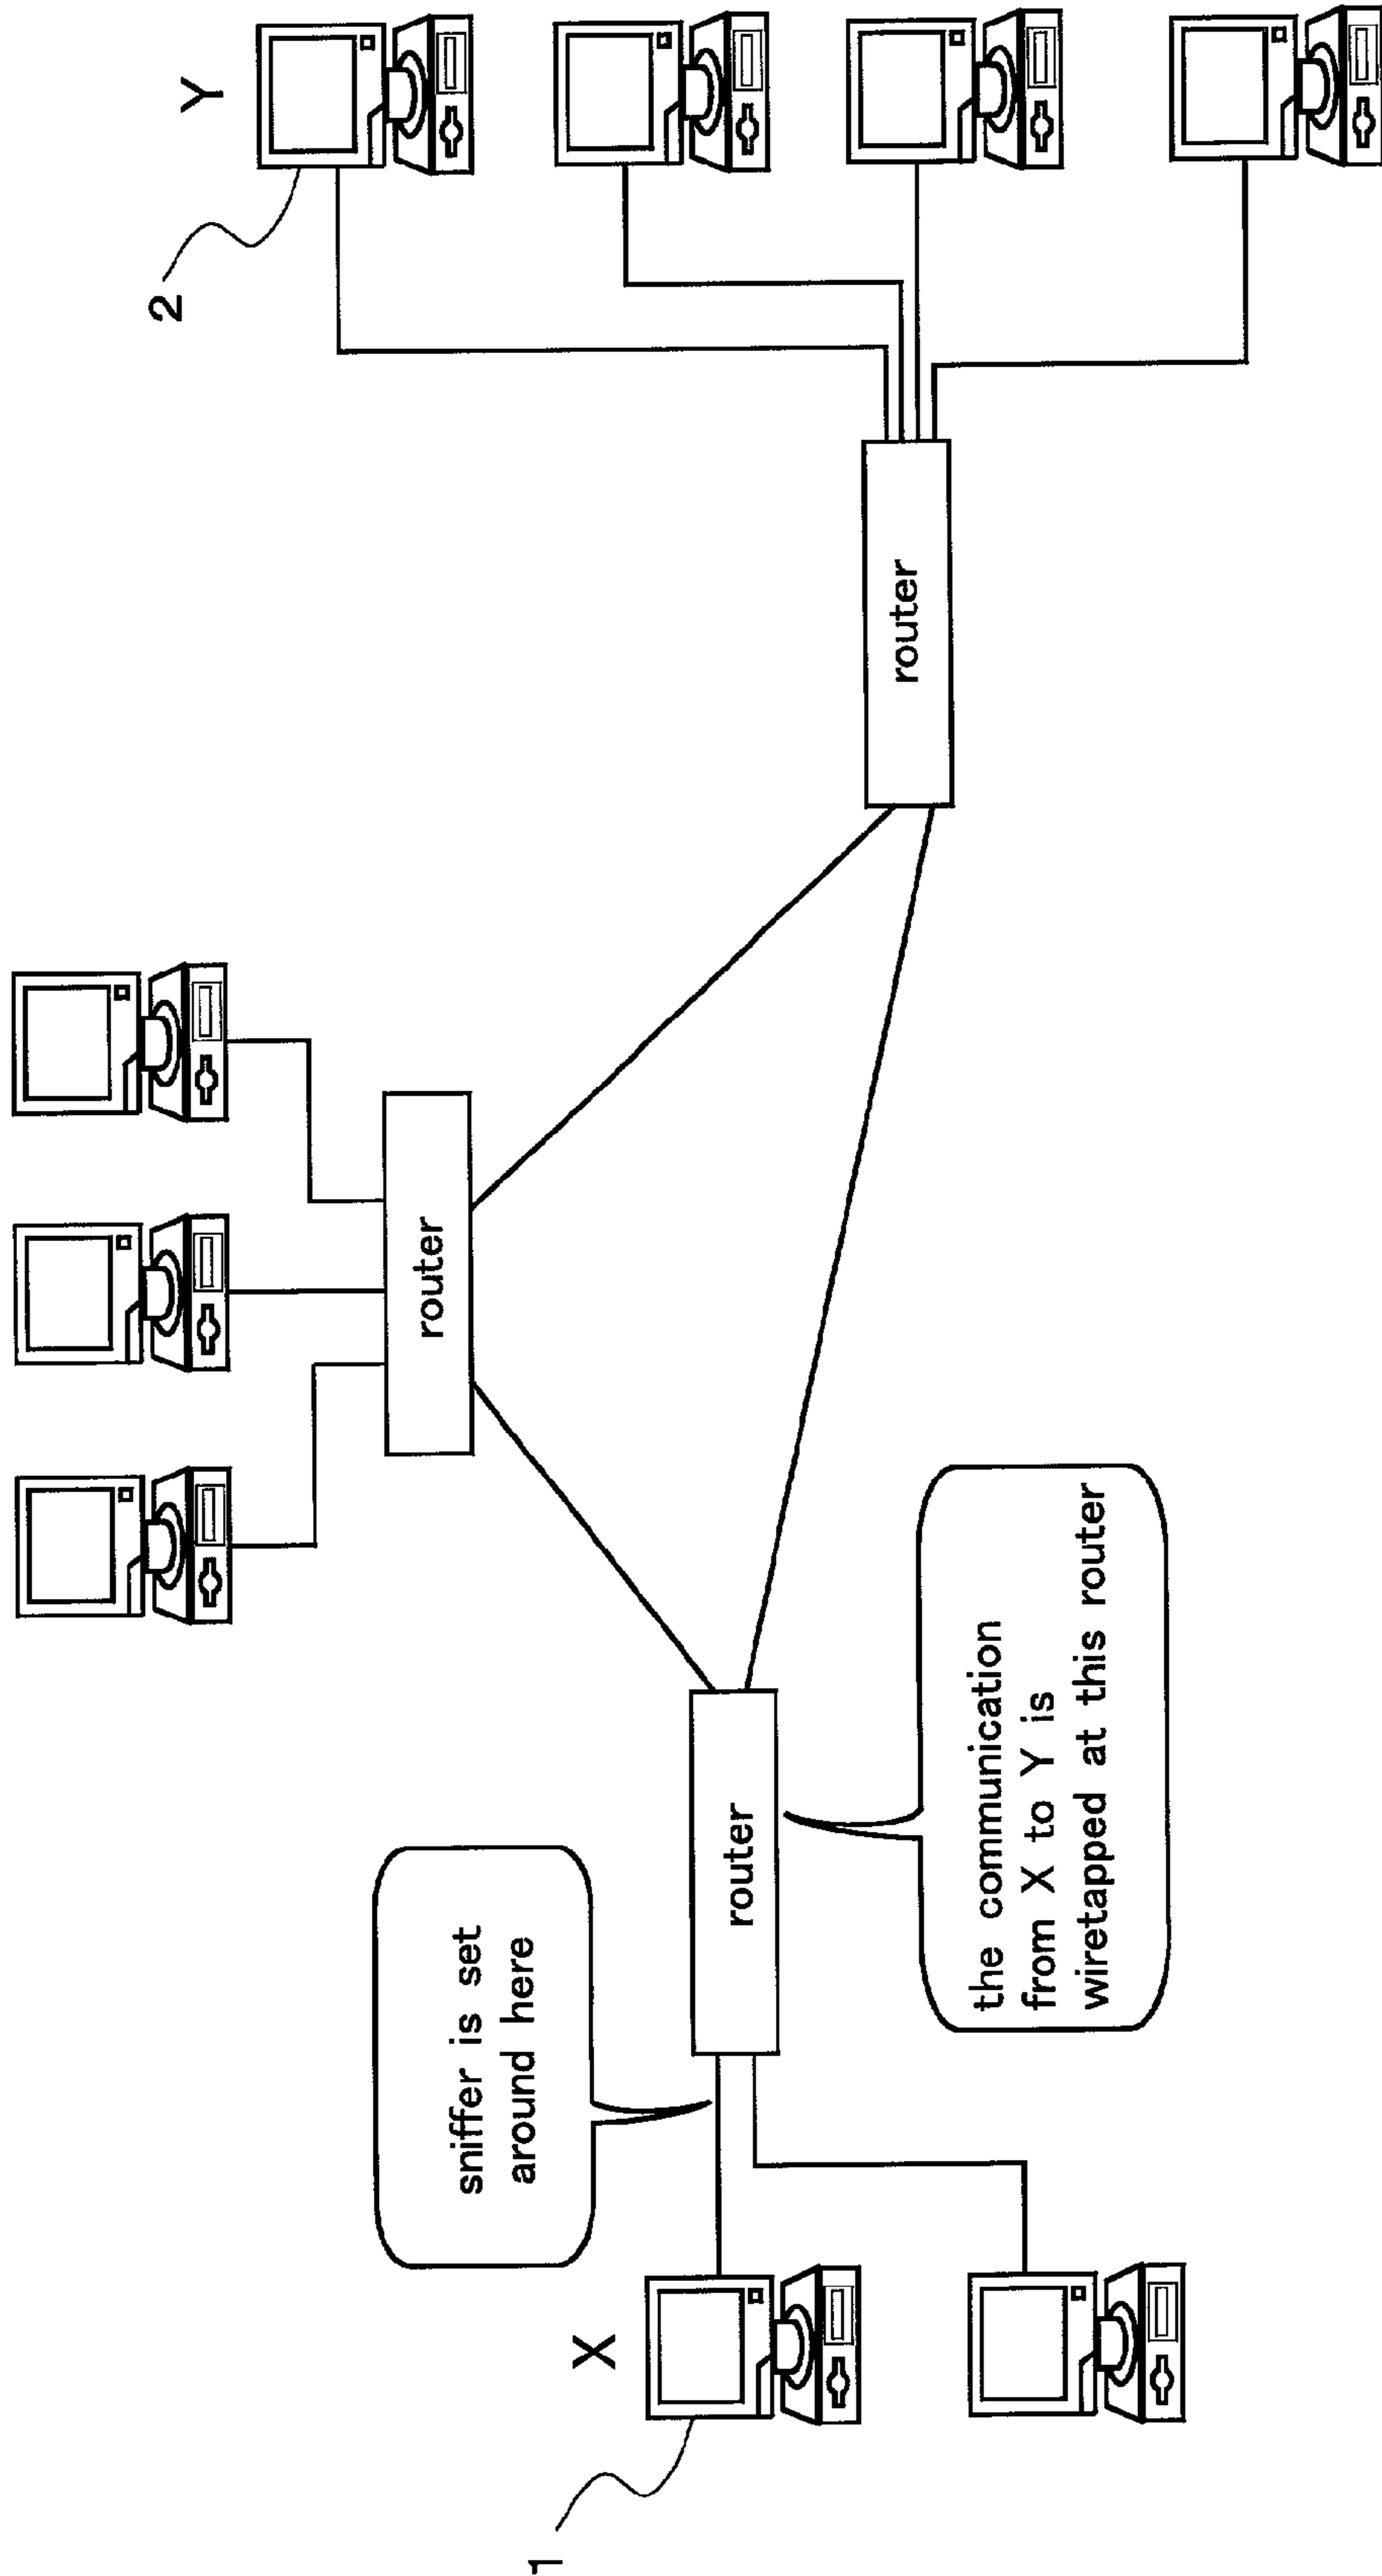 router
sniffer is set
around here
router
router
X
Y
1
2
the communication
from X to Y is
wiretapped at this router